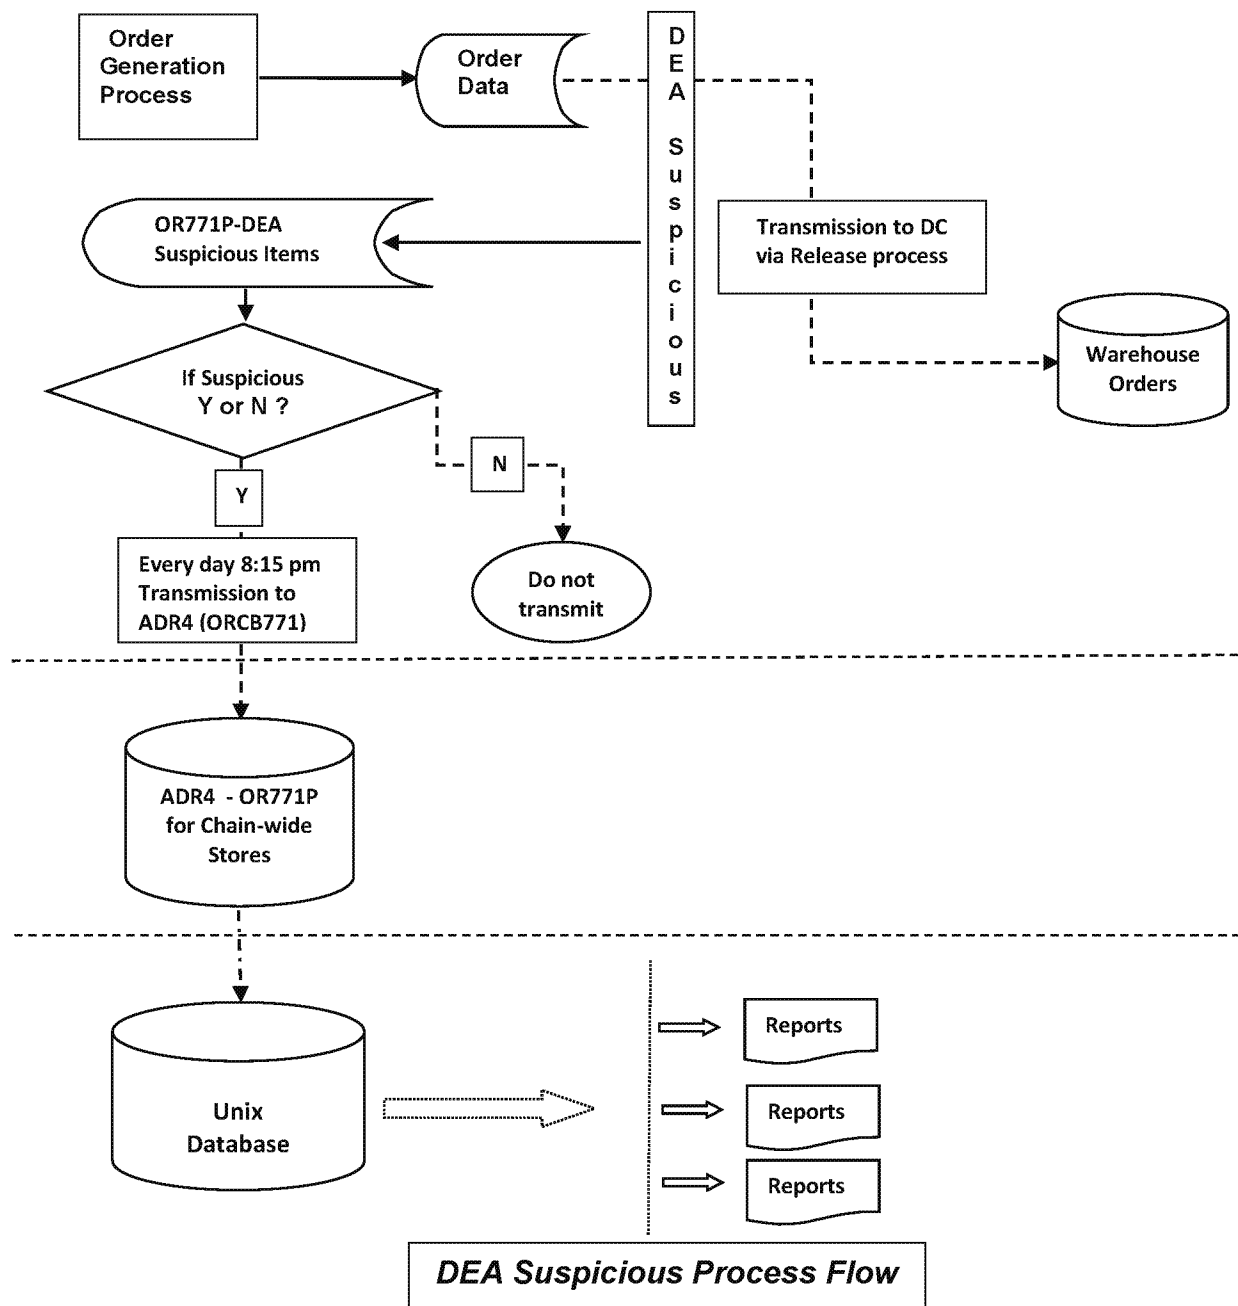 Order
Generation
Process
Order
Data
DEA Suspicious
OR771P-DEA
Suspicious Items
Transmission to DC
via Release process
Warehouse
Orders
If Suspicious
Y or N ?
N
Y
Every day 8:15 pm
Transmission to
ADR4 (ORCB771)
Do not
transmit
ADR4 - OR771P
for Chain-wide
Stores
Unix
Database
Reports
Reports
Reports
DEA Suspicious Process Flow